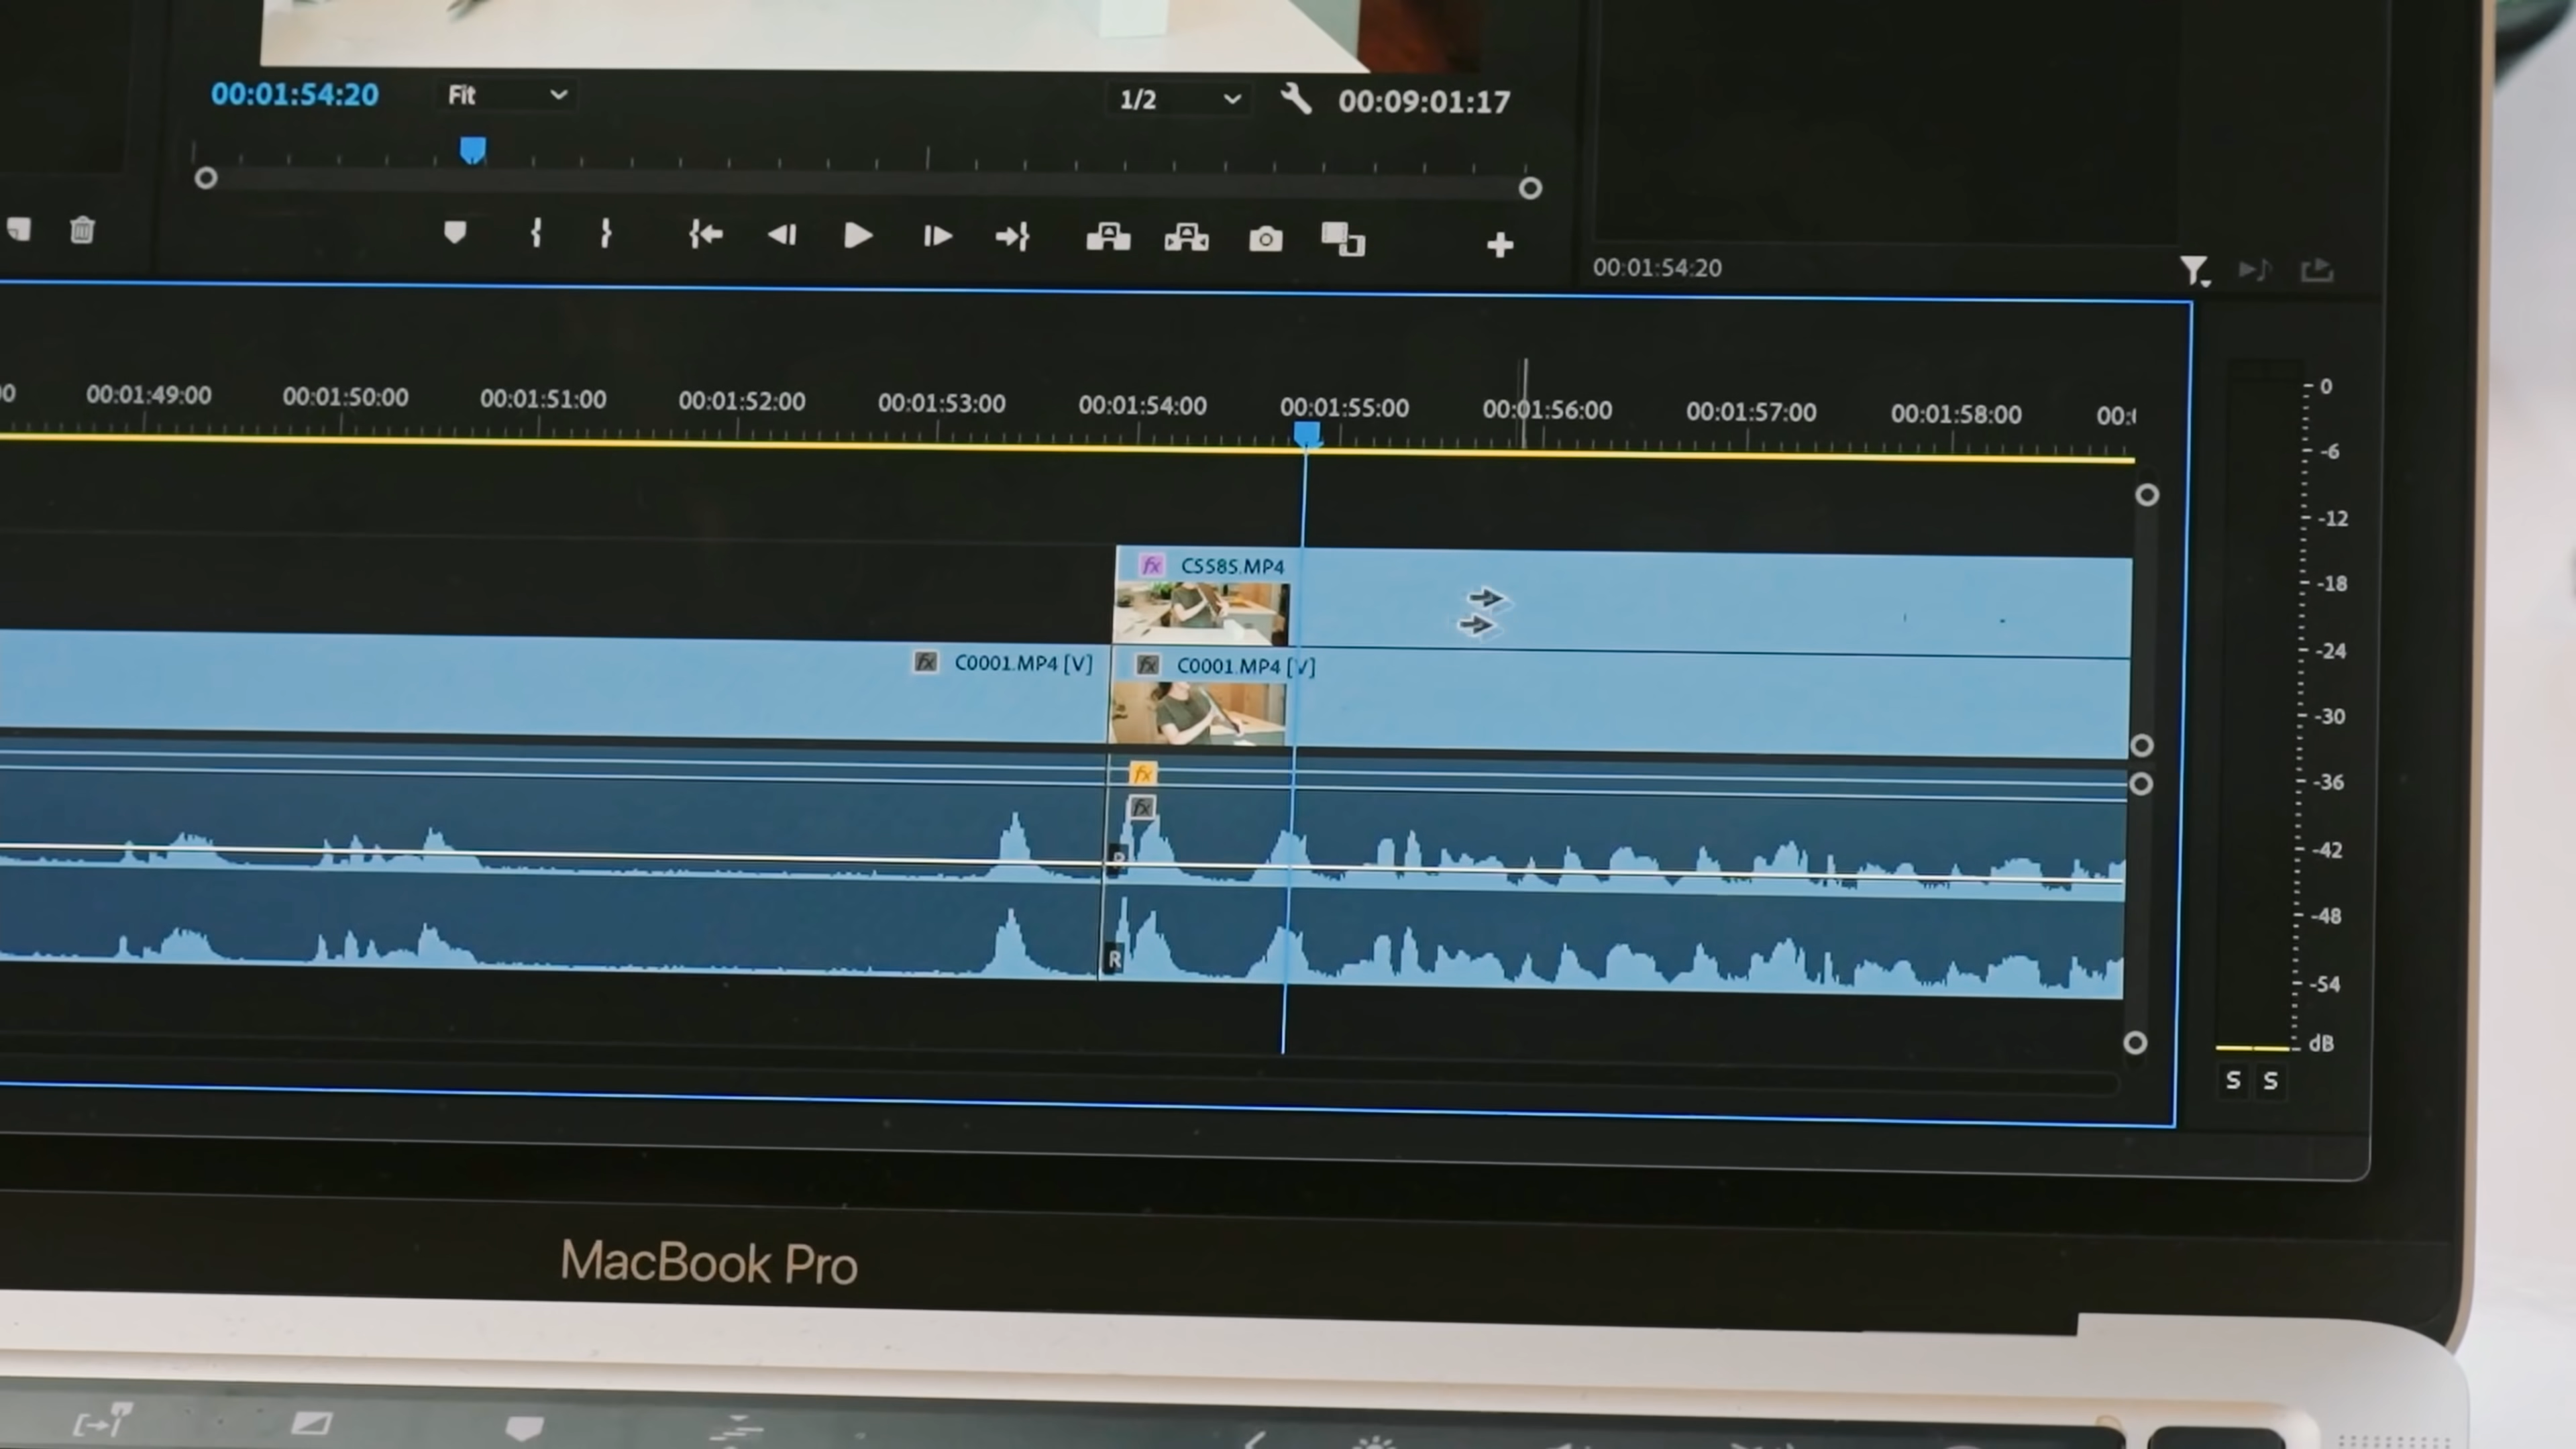 00:01:54:20 Fit 1/2 00:09:01:17
00:01:54:20
00:01:49:00 00:01:50:00 00:01:51:00 00:01:52:00 00:01:53:00 00:01:54:00 00:01:55:00 00:01:56:00 00:01:57:00 00:01:58:00
fx C5585.MP4
fx C0001.MP4 [V] fx C0001.MP4 [V]
fx
fx
R
0
-6
-12
-18
-24
-30
-36
-42
-48
-54
dB
S S
MacBook Pro